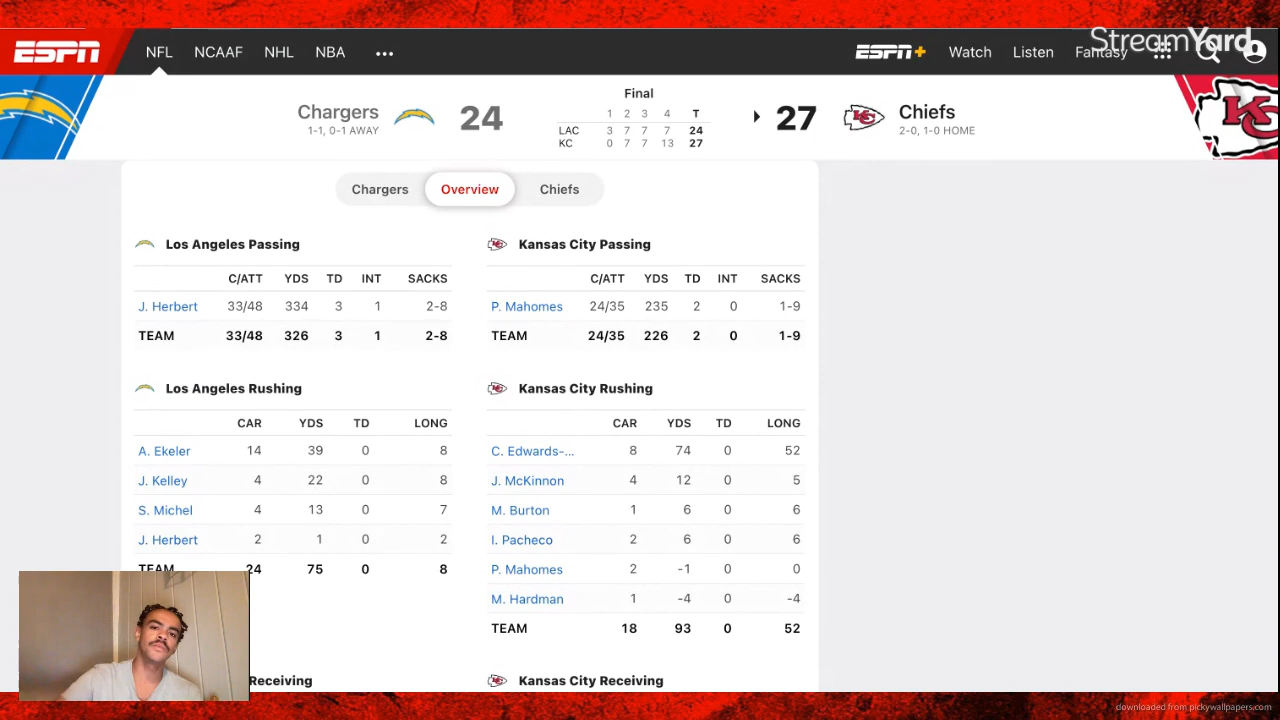 StreamYard
ESPN NFL NCAAF NHL NBA ••• ESPN+ Watch Listen Fantasy
Final
Chargers 24 1 2 3 4 T 27 Chiefs
1-1, 0-1 AWAY LAC 3 7 7 7 24 2-0, 1-0 HOME
KC 0 7 7 13 27
KC
Chargers Overview Chiefs
Los Angeles Passing
C/ATT YDS TD INT SACKS
J. Herbert 33/48 334 3 1 2-8
TEAM 33/48 326 3 1 2-8
Kansas City Passing
C/ATT YDS TD INT SACKS
P. Mahomes 24/35 235 2 0 1-9
TEAM 24/35 226 2 0 1-9
Los Angeles Rushing
CAR YDS TD LONG
A. Ekeler 14 39 0 8
J. Kelley 4 22 0 8
S. Michel 4 13 0 7
J. Herbert 2 1 0 2
TEAM 24 75 0 8
Kansas City Rushing
CAR YDS TD LONG
C. Edwards-... 8 74 0 52
J. McKinnon 4 12 0 5
M. Burton 1 6 0 6
I. Pacheco 2 6 0 6
P. Mahomes 2 -1 0 0
M. Hardman 1 -4 0 -4
TEAM 18 93 0 52
Receiving
Kansas City Receiving
downloaded from pickywallpapers.com